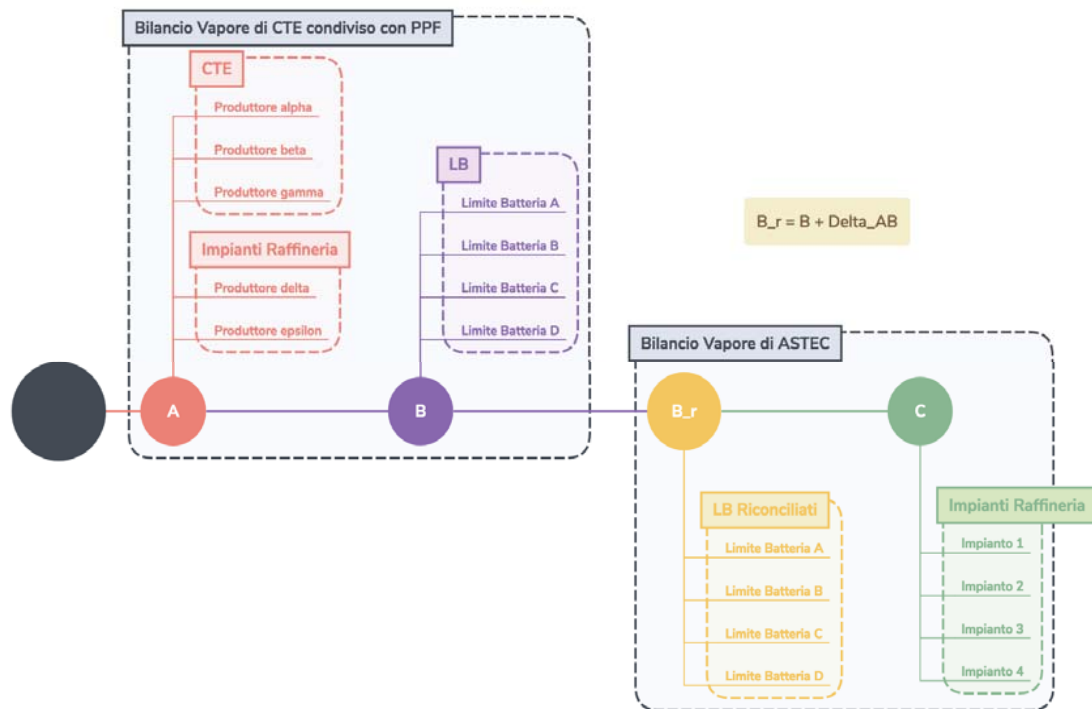 Bilancio Vapore di CTE condiviso con PPF
CTE
Produttore alpha
Produttore beta
Produttore gamma
Impianti Raffineria
Produttore delta
Produttore epsilon
LB
Limite Batteria A
Limite Batteria B
Limite Batteria C
Limite Batteria D
B_r = B + Delta_AB
Bilancio Vapore di ASTEC
A
B
B_r
C
LB Riconciliati
Limite Batteria A
Limite Batteria B
Limite Batteria C
Limite Batteria D
Impianti Raffineria
Impianto 1
Impianto 2
Impianto 3
Impianto 4